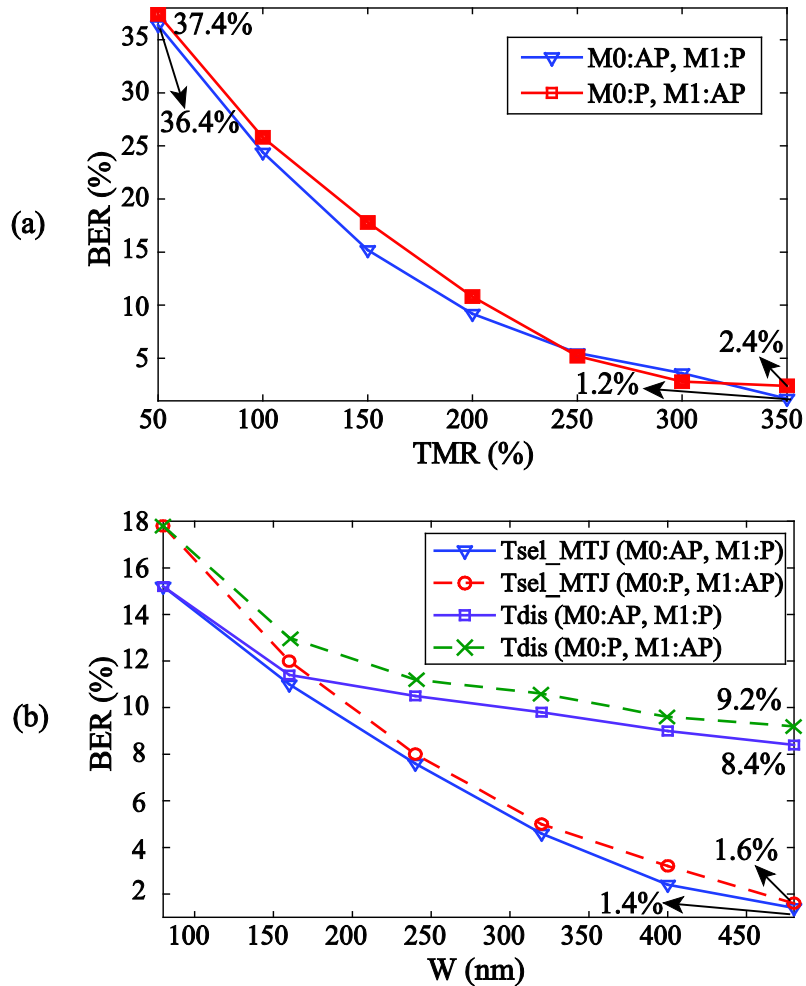 (a)
BER (%)
35
30
25
20
15
10
5
37.4%
36.4%
M0:AP, M1:P
M0:P, M1:AP
2.4%
1.2%
50 100 150 200 250 300 350
TMR (%)
(b)
BER (%)
18
16
14
12
10
8
6
4
2
Tsel_MTJ (M0:AP, M1:P)
Tsel_MTJ (M0:P, M1:AP)
Tdis (M0:AP, M1:P)
Tdis (M0:P, M1:AP)
9.2%
8.4%
1.6%
1.4%
100 150 200 250 300 350 400 450
W (nm)